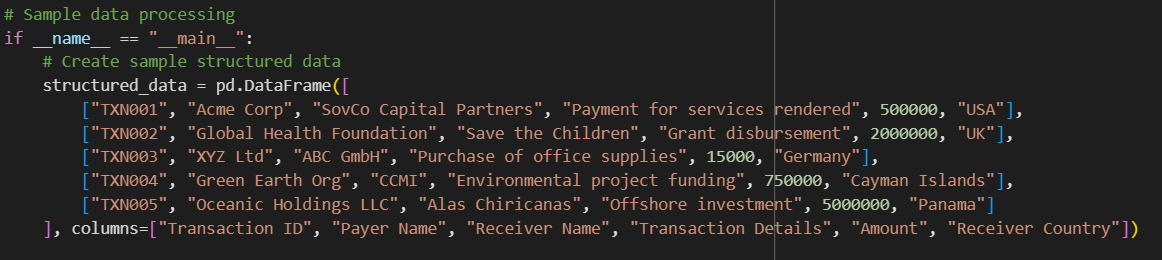 # Sample data processing
if __name__ == "__main__":
    # Create sample structured data
    structured_data = pd.DataFrame([
        ["TXN001", "Acme Corp", "SovCo Capital Partners", "Payment for services rendered", 500000, "USA"],
        ["TXN002", "Global Health Foundation", "Save the Children", "Grant disbursement", 2000000, "UK"],
        ["TXN003", "XYZ Ltd", "ABC GmbH", "Purchase of office supplies", 15000, "Germany"],
        ["TXN004", "Green Earth Org", "CCMI", "Environmental project funding", 750000, "Cayman Islands"],
        ["TXN005", "Oceanic Holdings LLC", "Alas Chiricanas", "Offshore investment", 5000000, "Panama"]
    ], columns=["Transaction ID", "Payer Name", "Receiver Name", "Transaction Details", "Amount", "Receiver Country"])